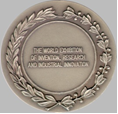 THE WORLD EXHIBITION
OF INVENTION, RESEARCH
AND INDUSTRIAL INNOVATION